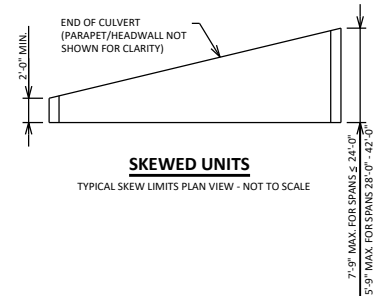 END OF CULVERT
(PARAPET/HEADWALL NOT
SHOWN FOR CLARITY)
2'-0" MIN.
SKEWED UNITS
TYPICAL SKEW LIMITS PLAN VIEW - NOT TO SCALE
7'-9" MAX. FOR SPANS ≤ 24'-0"
5'-9" MAX. FOR SPANS 28'-0" - 42'-0"